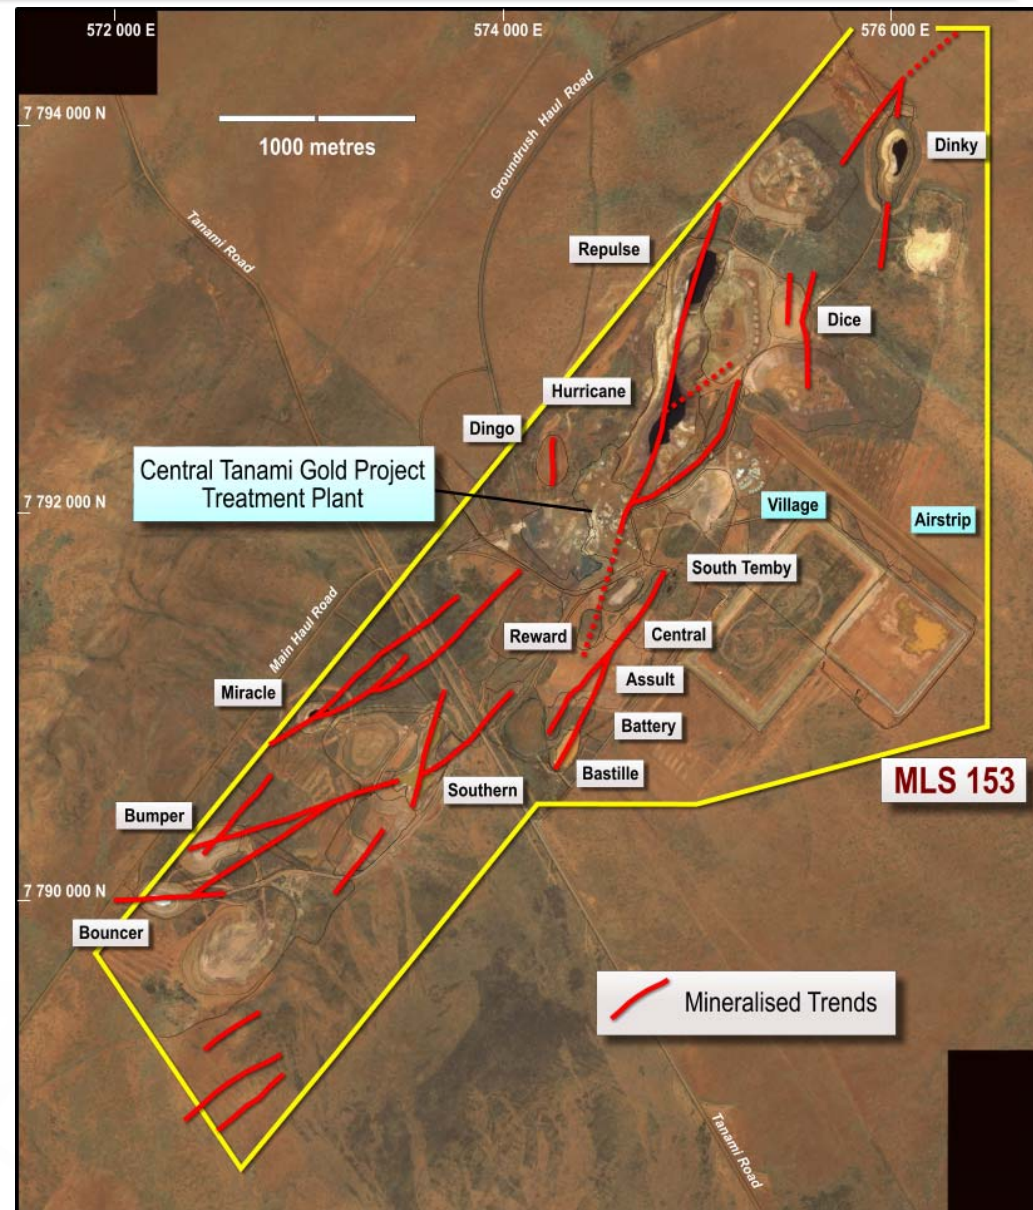 572 000 E
574 000 E
576 000 E
7 794 000 N
1000 metres
Groundrush Haul Road
Dinky
Tanami Road
Repulse
Dice
Hurricane
Dingo
Central Tanami Gold Project
Treatment Plant
7 792 000 N
Village
Airstrip
South Temby
Main Haul Road
Reward
Central
Assult
Miracle
Battery
Bastille
MLS 153
Southern
Bumper
7 790 000 N
Bouncer
Mineralised Trends
Tanami Road